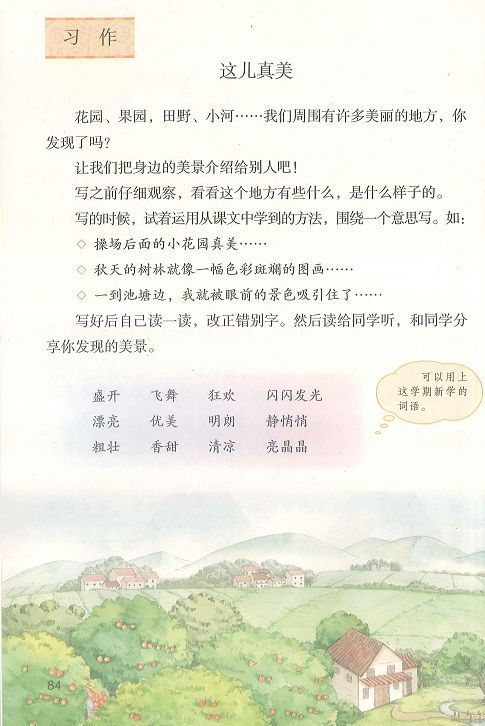 习 作
这儿真美
花园、果园，田野、小河……我们周围有许多美丽的地方，你
发现了吗？
让我们把身边的美景介绍给别人吧！
写之前仔细观察，看看这个地方有些什么，是什么样子的。
写的时候，试着运用从课文中学到的方法，围绕一个意思写。如：
◇ 操场后面的小花园真美……
◇ 秋天的树林就像一幅色彩斑斓的图画……
◇ 一到池塘边，我就被眼前的景色吸引住了……
写好后自己读一读，改正错别字。然后读给同学听，和同学分
享你发现的美景。
可以用上
这学期新学的
词语。
盛开 飞舞 狂欢 闪闪发光
漂亮 优美 明朗 静悄悄
粗壮 香甜 清凉 亮晶晶
84